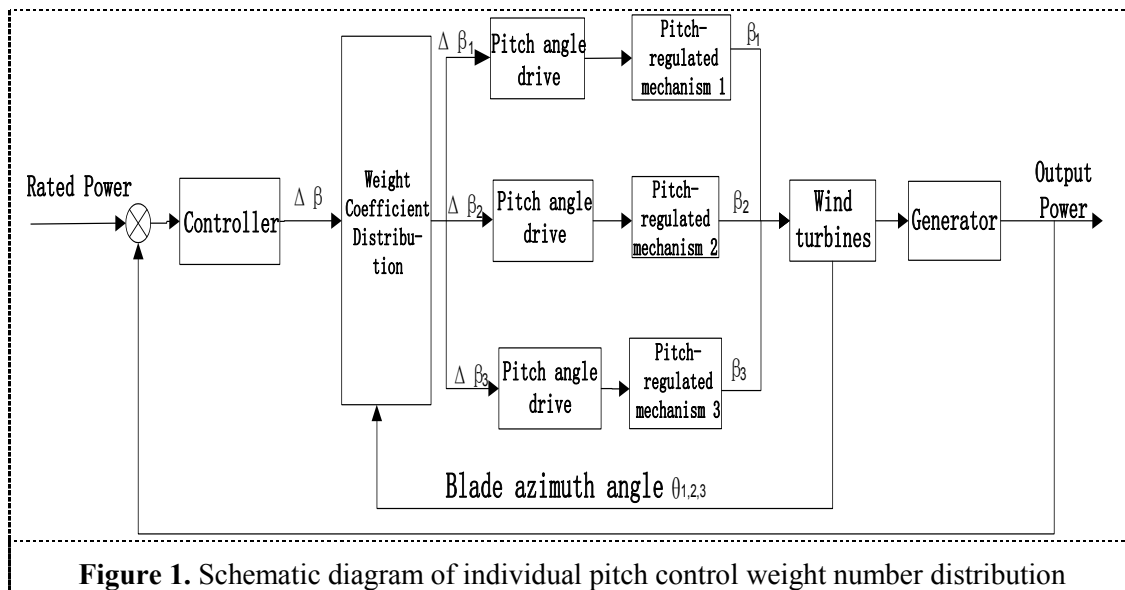 Rated Power
Controller
Δ β
Weight
Coefficient
Distribu-
tion
Δ β1
Pitch angle
drive
Pitch-
regulated
mechanism 1
β1
Δ β2
Pitch angle
drive
Pitch-
regulated
mechanism 2
β2
Δ β3
Pitch angle
drive
Pitch-
regulated
mechanism 3
β3
Wind
turbines
Generator
Output
Power
Blade azimuth angle θ1,2,3
Figure 1. Schematic diagram of individual pitch control weight number distribution